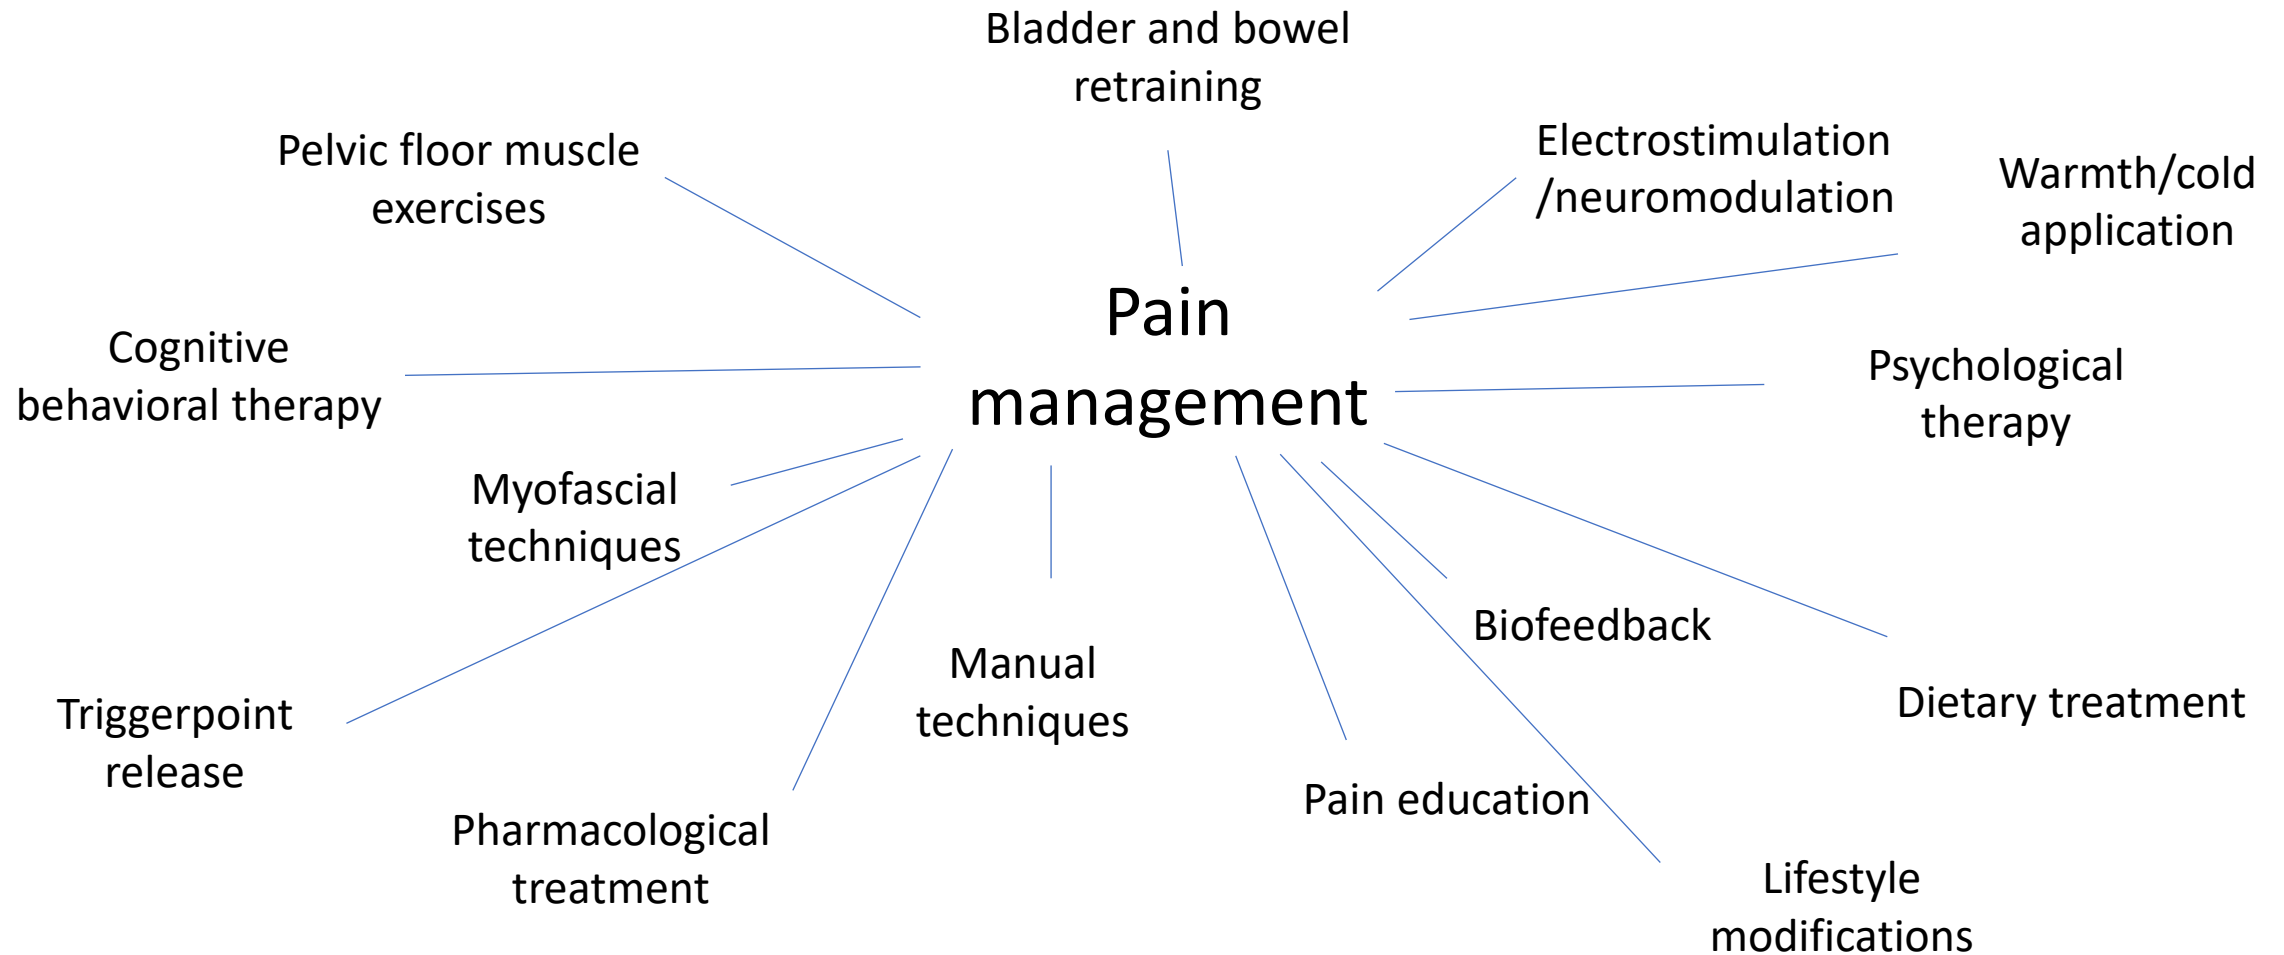 Bladder and bowel
retraining
Pelvic floor muscle
exercises
Electrostimulation
/neuromodulation
Warmth/cold
application
Pain
management
Cognitive
behavioral therapy
Psychological
therapy
Myofascial
techniques
Biofeedback
Manual
techniques
Dietary treatment
Triggerpoint
release
Pain education
Pharmacological
treatment
Lifestyle
modifications